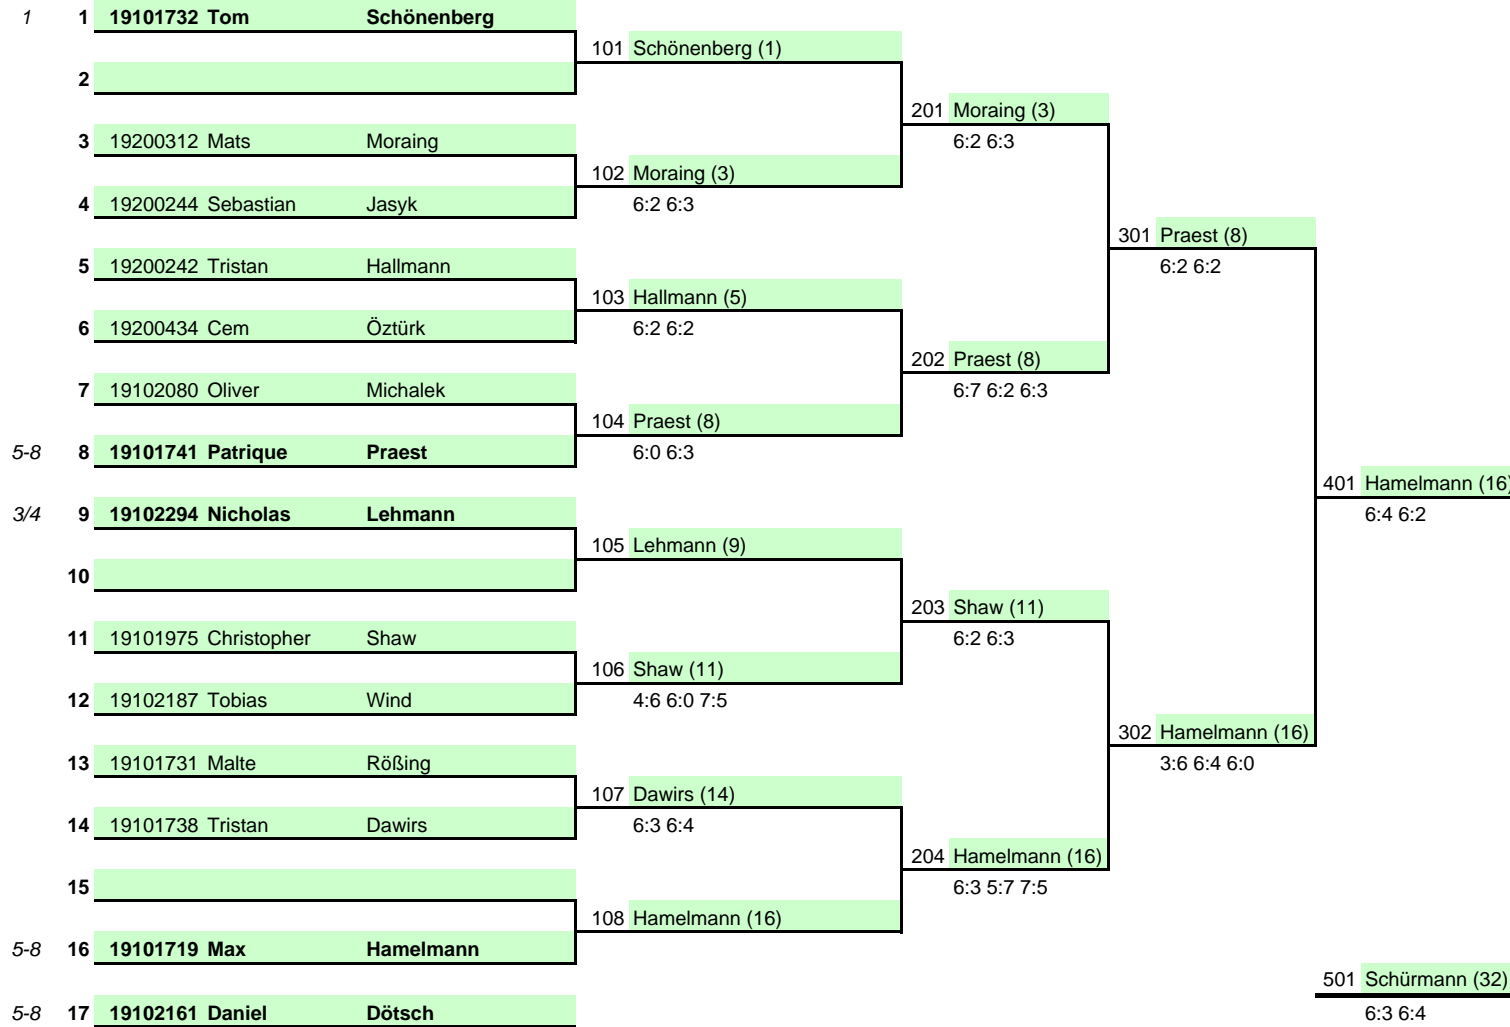 1 1 19101732 Tom Schönenberg
101 Schönenberg (1)
2
201 Moraing (3)
3 19200312 Mats Moraing 6:2 6:3
102 Moraing (3)
4 19200244 Sebastian Jasyk 6:2 6:3
301 Praest (8)
5 19200242 Tristan Hallmann 6:2 6:2
103 Hallmann (5)
6 19200434 Cem Öztürk 6:2 6:2
202 Praest (8)
7 19102080 Oliver Michalek 6:7 6:2 6:3
104 Praest (8)
5-8 8 19101741 Patrique Praest 6:0 6:3
401 Hamelmann (16)
3/4 9 19102294 Nicholas Lehmann 6:4 6:2
105 Lehmann (9)
10
203 Shaw (11)
11 19101975 Christopher Shaw 6:2 6:3
106 Shaw (11)
12 19102187 Tobias Wind 4:6 6:0 7:5
302 Hamelmann (16)
13 19101731 Malte Rößing 3:6 6:4 6:0
107 Dawirs (14)
14 19101738 Tristan Dawirs 6:3 6:4
204 Hamelmann (16)
15 6:3 5:7 7:5
108 Hamelmann (16)
5-8 16 19101719 Max Hamelmann
501 Schürmann (32)
5-8 17 19102161 Daniel Dötsch 6:3 6:4